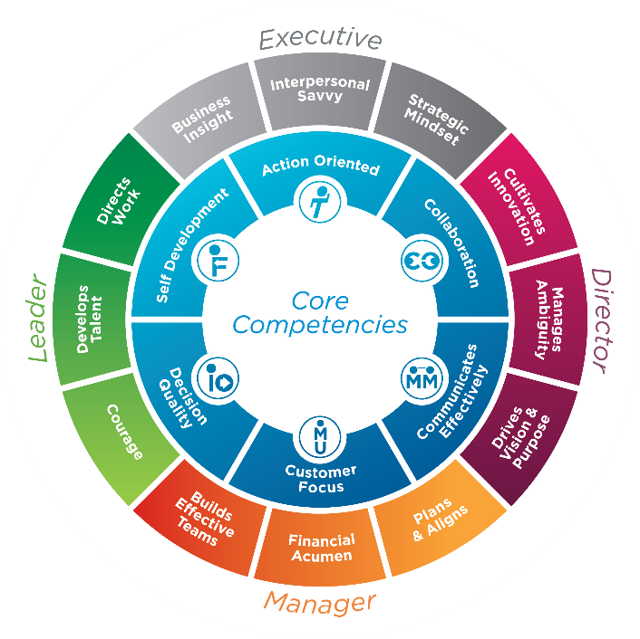 Executive
Business
Insight
Interpersonal
Savvy
Strategic
Mindset
Cultivates
Innovation
Manages
Ambiguity
Drives
Vision &
Purpose
Director
Plans
& Aligns
Financial
Acumen
Builds
Effective
Teams
Manager
Courage
Develops
Talent
Directs
Work
Leader
Action Oriented
Collaboration
Communicates
Effectively
Customer
Focus
Decision
Quality
Self Development
T
F
MM
M
U
Core
Competencies